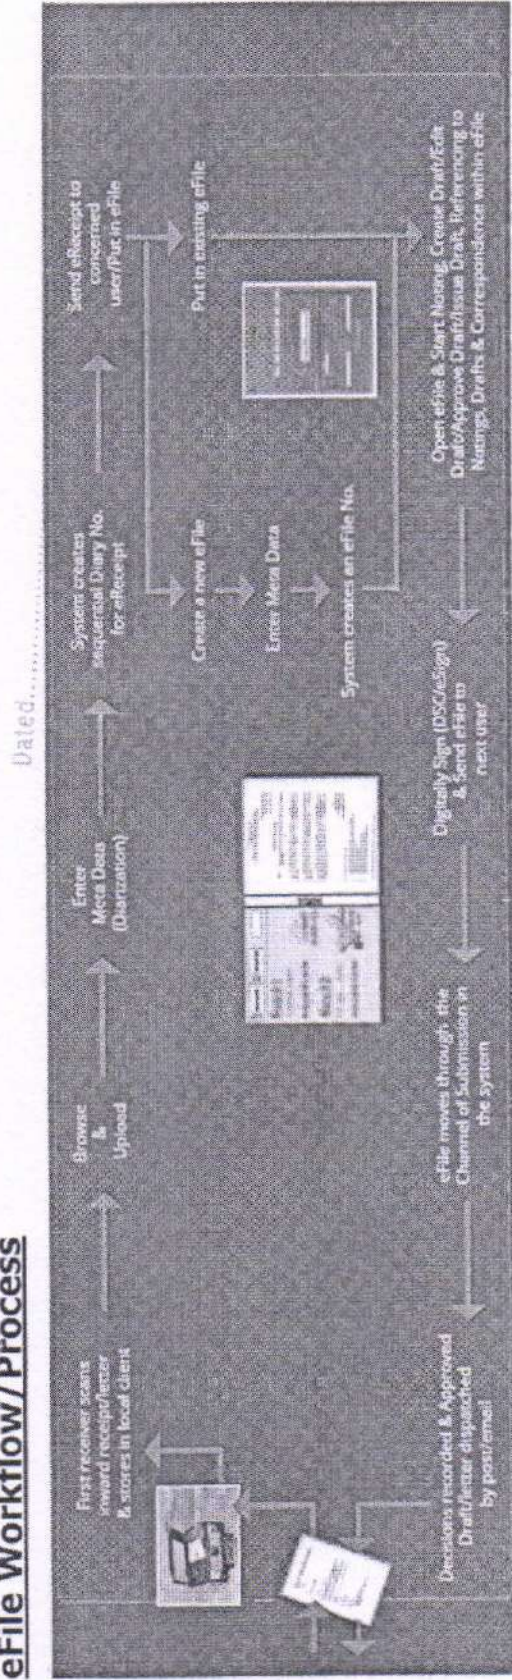 eFile Workflow/Process
Dated
First receiver scans
inward receipt/letter
& stores in local client
Browse
&
Upload
Enter
Meta Data
(Diarization)
System creates
sequential Diary No.
for eReceipt
Send eReceipt to
concerned
user/Put in eFile
Create a new eFile
Enter Meta Data
System creates an eFile No.
Put in existing eFile
Open eFile & Start Noting, Create Draft/Edit
Draft/Approve Draft/Issue Draft, Referencing to
Notings, Drafts & Correspondence within eFile
Digitally Sign (DSC/eSign)
& Send eFile to
next user
eFile moves through the
Channel of Submission in
the system
Decisions recorded & Approved
Draft/letter dispatched
by post/email